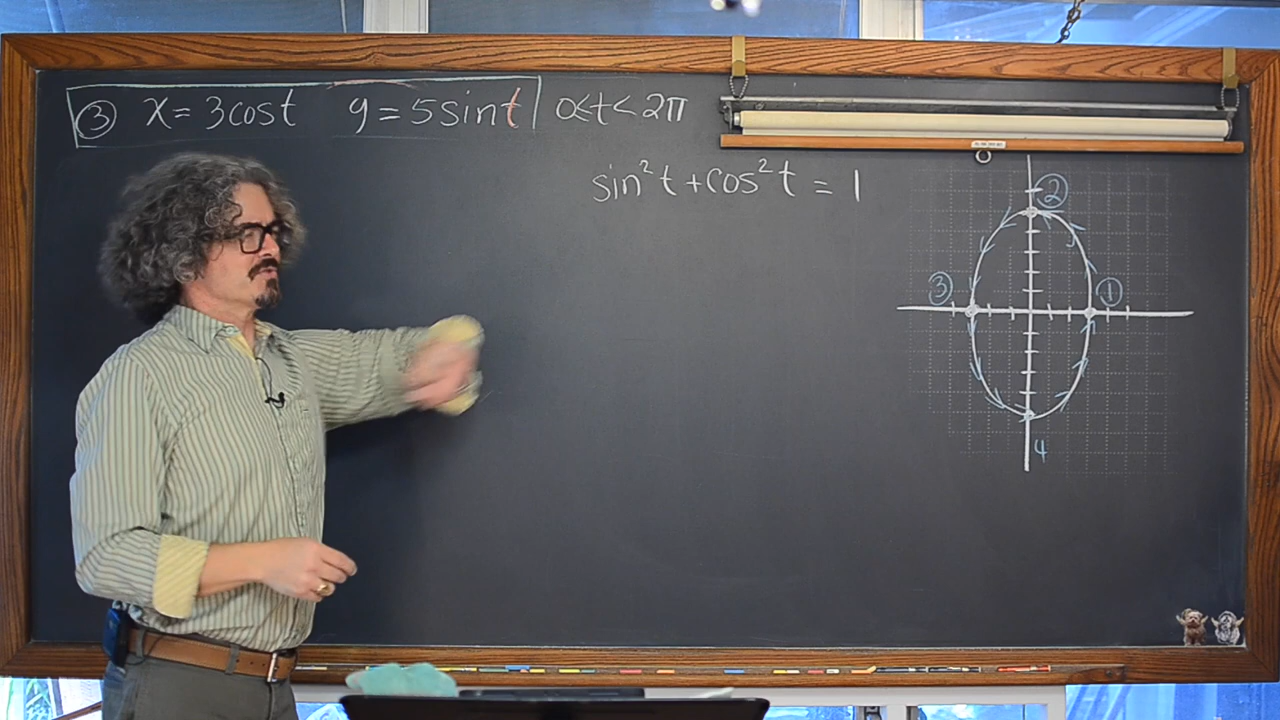 ③ x = 3cost y = 5sint 0<t<2π
sin²t + cos²t = 1
②
③ ①
4